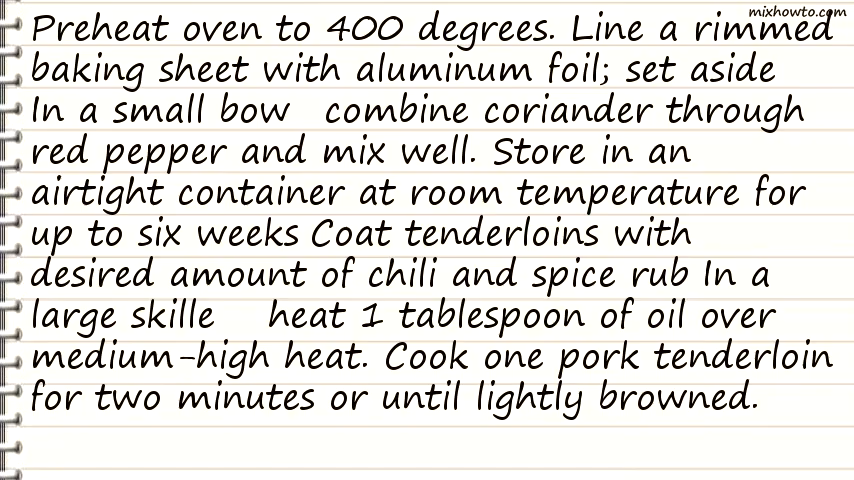 mixhowto.com
Preheat oven to 400 degrees. Line a rimmed
baking sheet with aluminum foil; set aside
In a small bow   combine coriander through
red pepper and mix well. Store in an
airtight container at room temperature for
up to six weeks Coat tenderloins with
desired amount of chili and spice rub In a
large skille     heat 1 tablespoon of oil over
medium-high heat. Cook one pork tenderloin
for two minutes or until lightly browned.